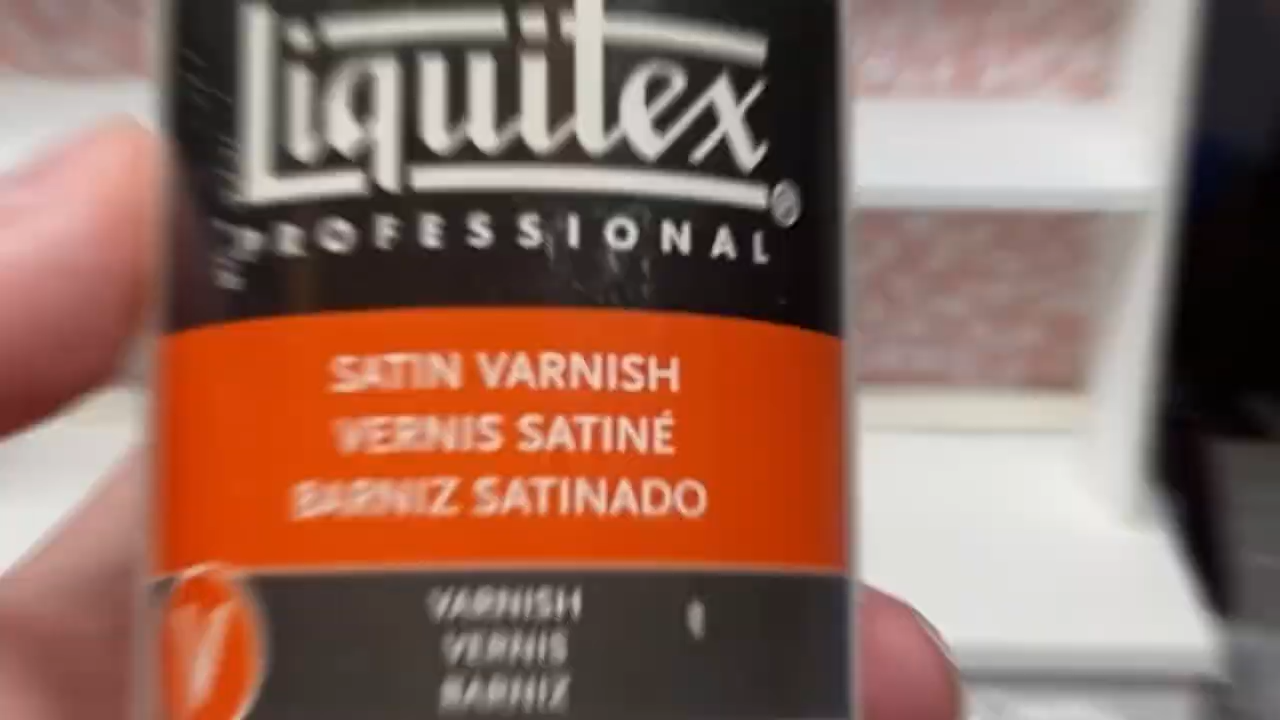 Liquitex®
PROFESSIONAL
SATIN VARNISH
VERNIS SATINÉ
BARNIZ SATINADO
V
VARNISH
VERNIS
BARNIZ